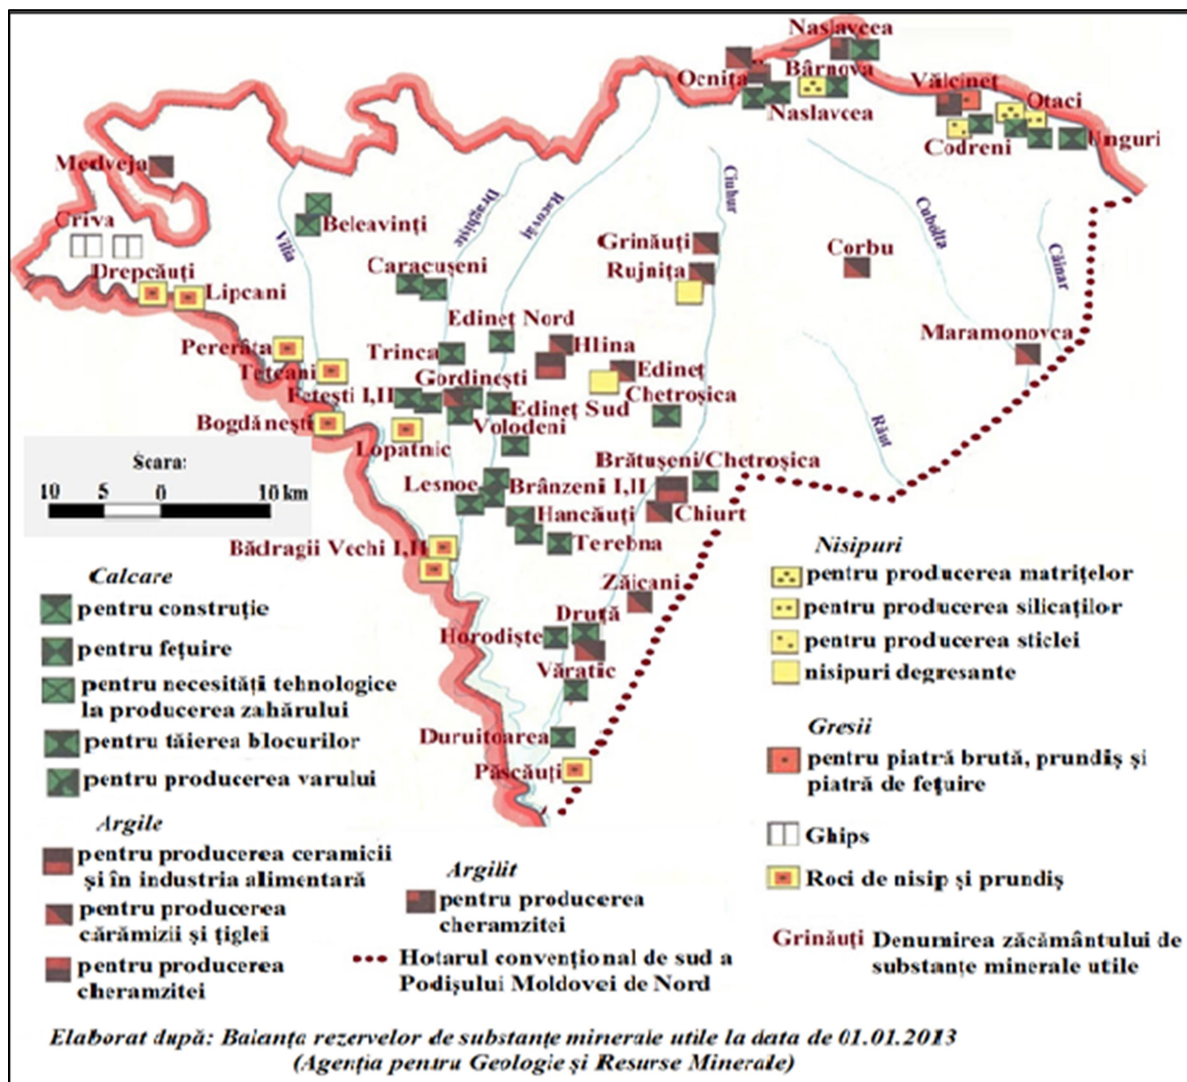 Naslavcea
Ocnița
Bârnova
Vălcineț
Otaci
Naslavcea
Codreni
Unguri
Medveja
Criva
Beleavinți
Vilia
Draghiște
Racovăț
Ciuhur
Cubolta
Căinar
Grinăuți
Corbu
Caracușeni
Rujnița
Drepcăuți
Lipcani
Edineț Nord
Maramonovca
Pererâta
Trinca
Hlina
Tețcani
Gordinești
Edineț
Fetești I,II
Chetroșica
Edineț Sud
Bogdănești
Volodeni
Lopatnic
Răut
Scara:
10 5 0 10 km
Brătușeni/Chetroșica
Lesnoe
Brânzeni I,II
Hancăuți
Chiurt
Bădragii Vechi I,II
Terebna
Zăicani
Druță
Horodiște
Văratic
Duruitoarea
Păscăuți
Calcare
pentru construție
pentru fețuire
pentru necesități tehnologice
la producerea zahărului
pentru tăierea blocurilor
pentru producerea varului
Argile
pentru producerea ceramicii
și în industria alimentară
pentru producerea
cărămizii și țiglei
pentru producerea
cheramzitei
Argilit
pentru producerea
cheramzitei
Hotarul convențional de sud a
Podișului Moldovei de Nord
Nisipuri
pentru producerea matrițelor
pentru producerea silicaților
pentru producerea sticlei
nisipuri degresante
Gresii
pentru piatră brută, prundiș și
piatră de fețuire
Ghips
Roci de nisip și prundiș
Grinăuți Denumirea zăcământului de
substanțe minerale utile
Elaborat după: Balanța rezervelor de substanțe minerale utile la data de 01.01.2013
(Agenția pentru Geologie și Resurse Minerale)